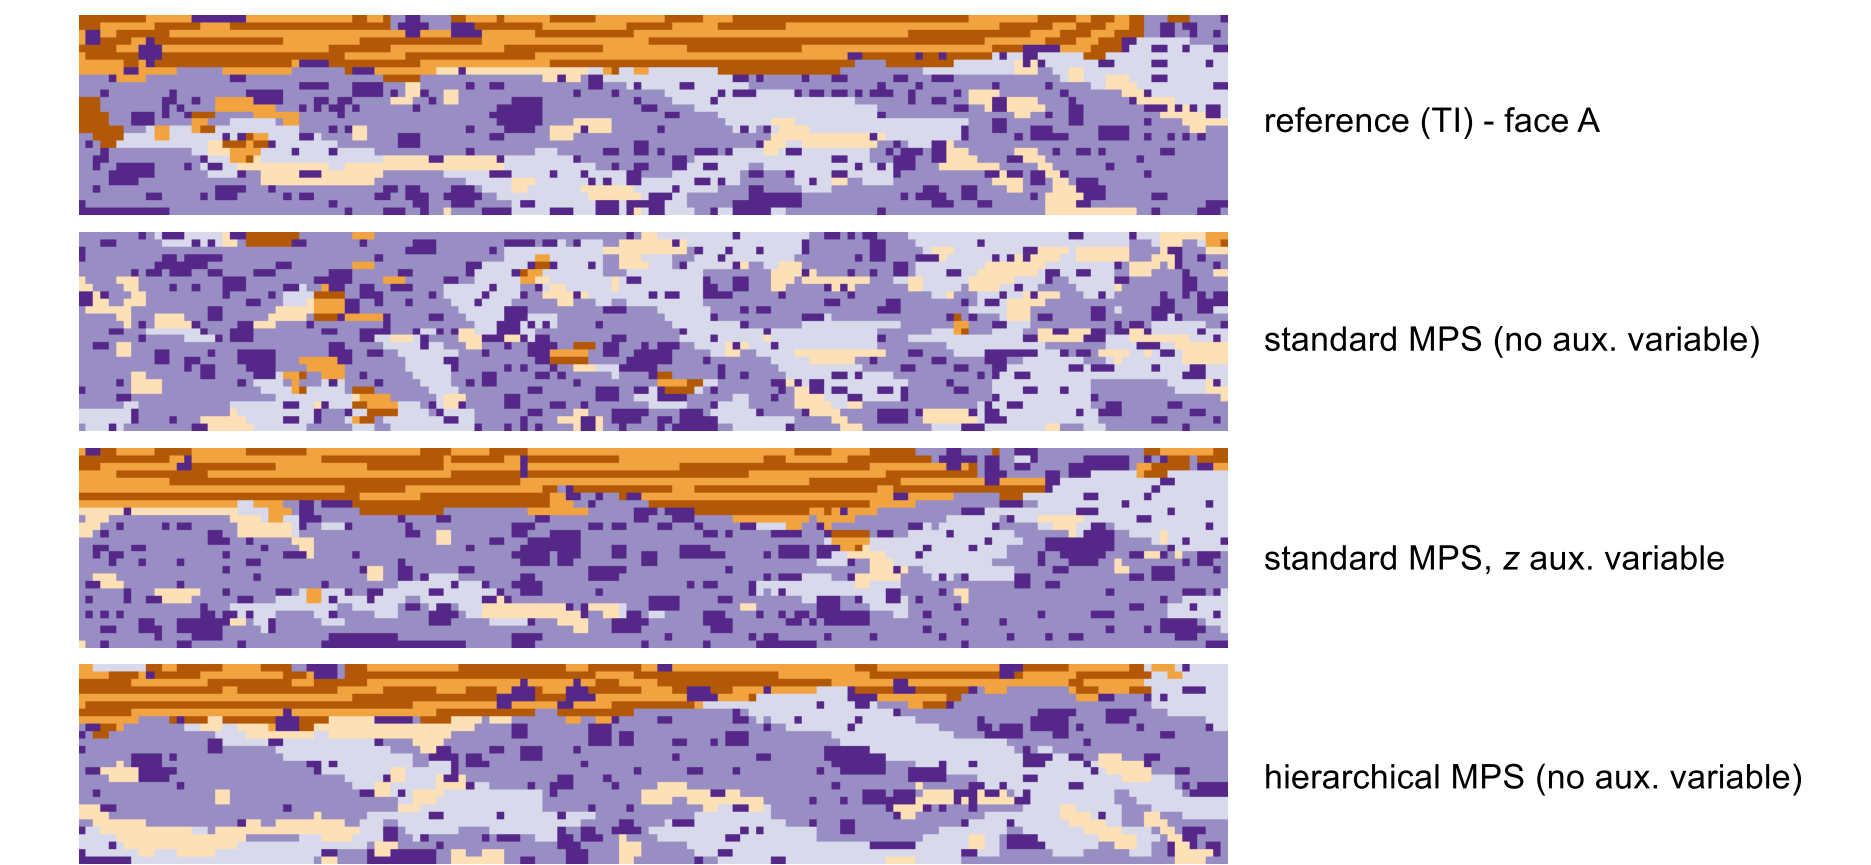 reference (TI) - face A
standard MPS (no aux. variable)
standard MPS, z aux. variable
hierarchical MPS (no aux. variable)